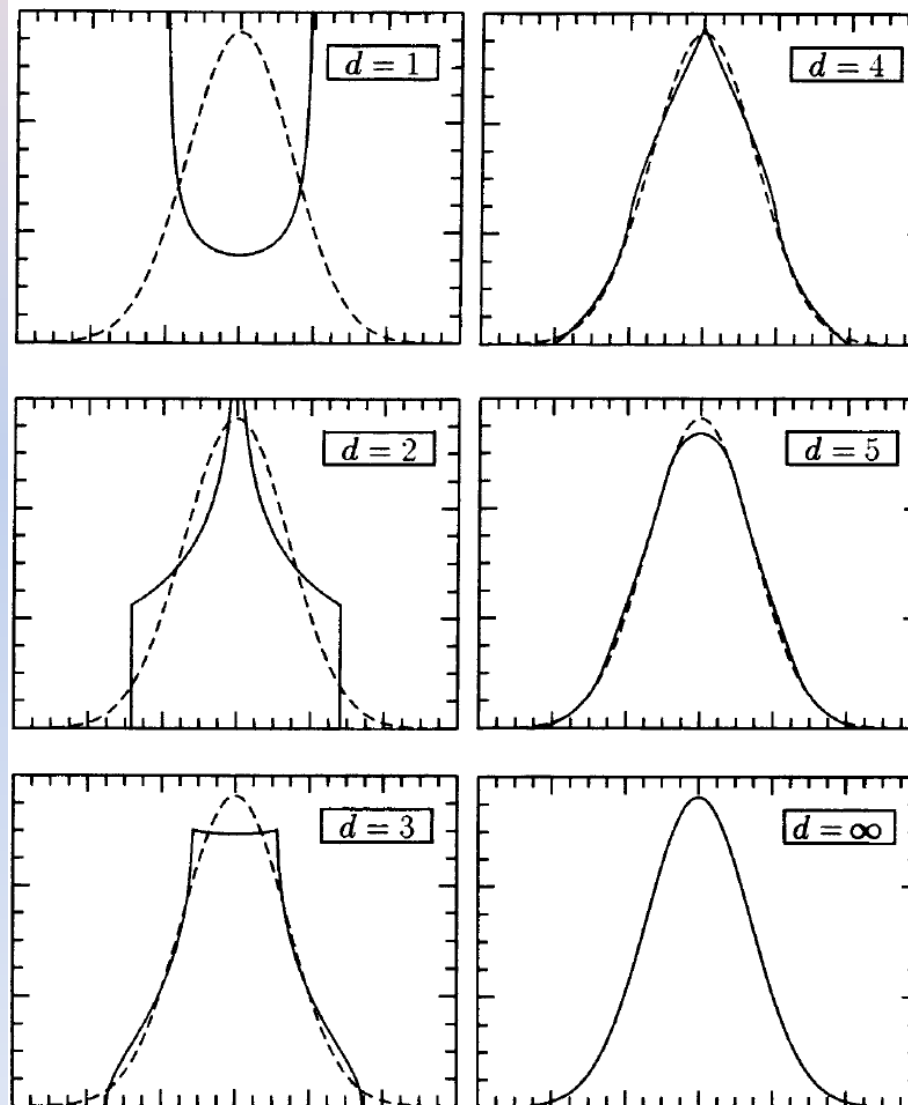 d = 1
d = 4
d = 2
d = 5
d = 3
d = ∞